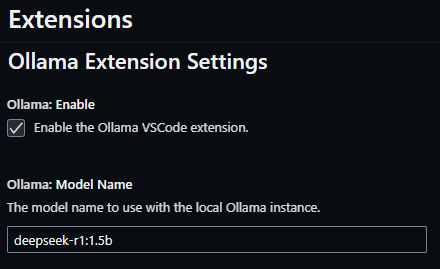 Extensions
Ollama Extension Settings
Ollama: Enable
Enable the Ollama VSCode extension.
Ollama: Model Name
The model name to use with the local Ollama instance.
deepseek-r1:1.5b